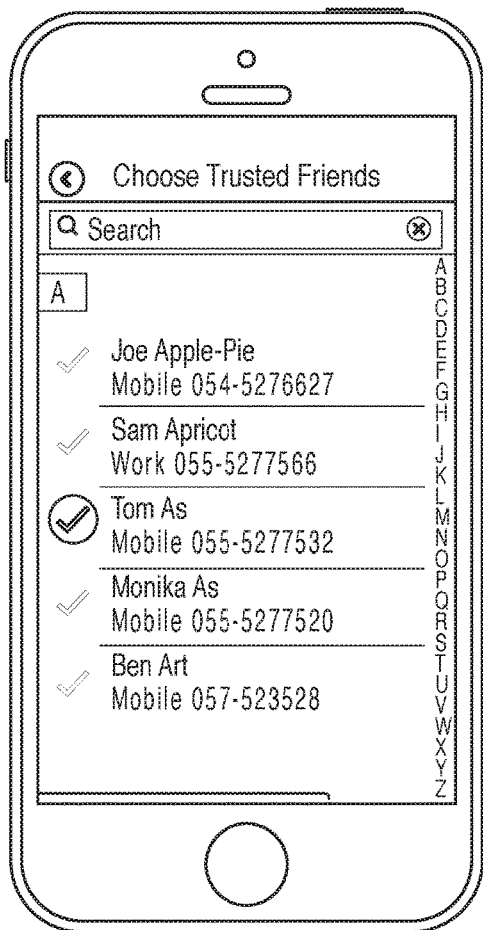 Choose Trusted Friends
Search
A
Joe Apple-Pie
Mobile 054-5276627
Sam Apricot
Work 055-5277566
Tom As
Mobile 055-5277532
Monika As
Mobile 055-5277520
Ben Art
Mobile 057-523528
A
B
C
D
E
F
G
H
I
J
K
L
M
N
O
P
Q
R
S
T
U
V
W
X
Y
Z